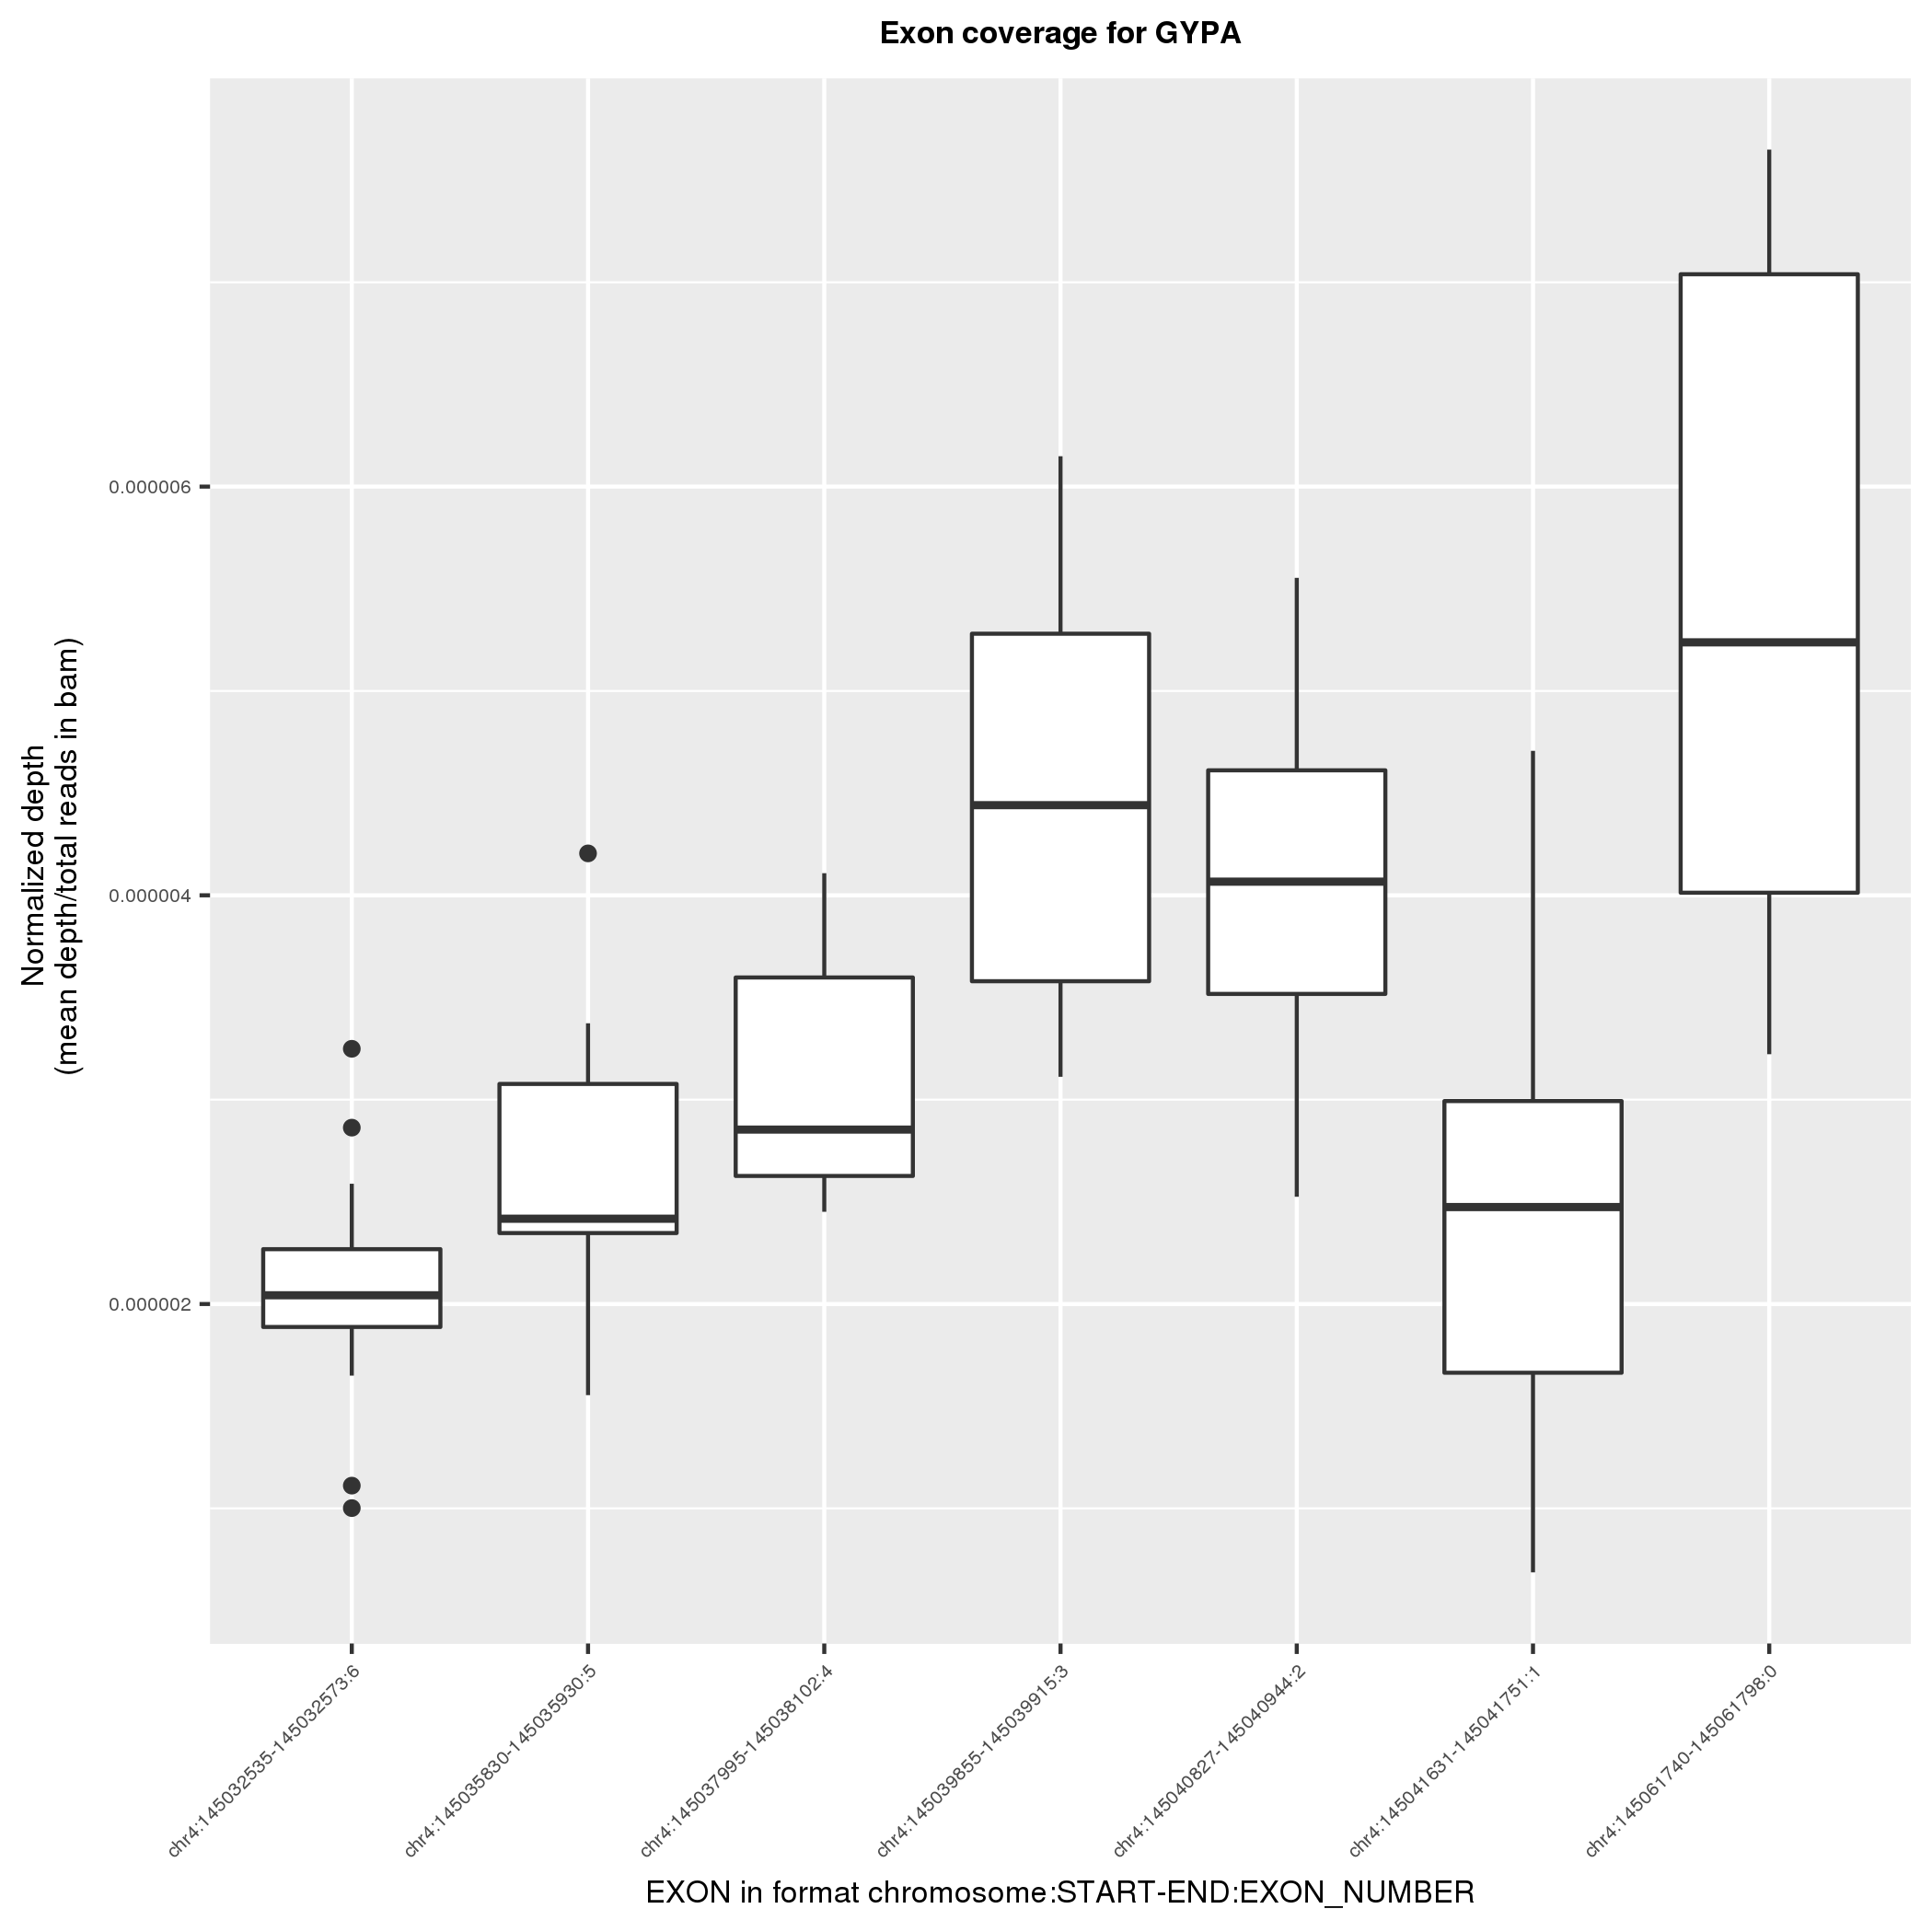 Exon coverage for GYPA
Normalized depth
(mean depth/total reads in bam)
0.000006
0.000004
0.000002
chr4:145032535-145032573:6
chr4:145035830-145035930:5
chr4:145037995-145038102:4
chr4:145039855-145039915:3
chr4:145040827-145040944:2
chr4:145041631-145041751:1
chr4:145061740-145061798:0
EXON in format chromosome:START-END:EXON_NUMBER